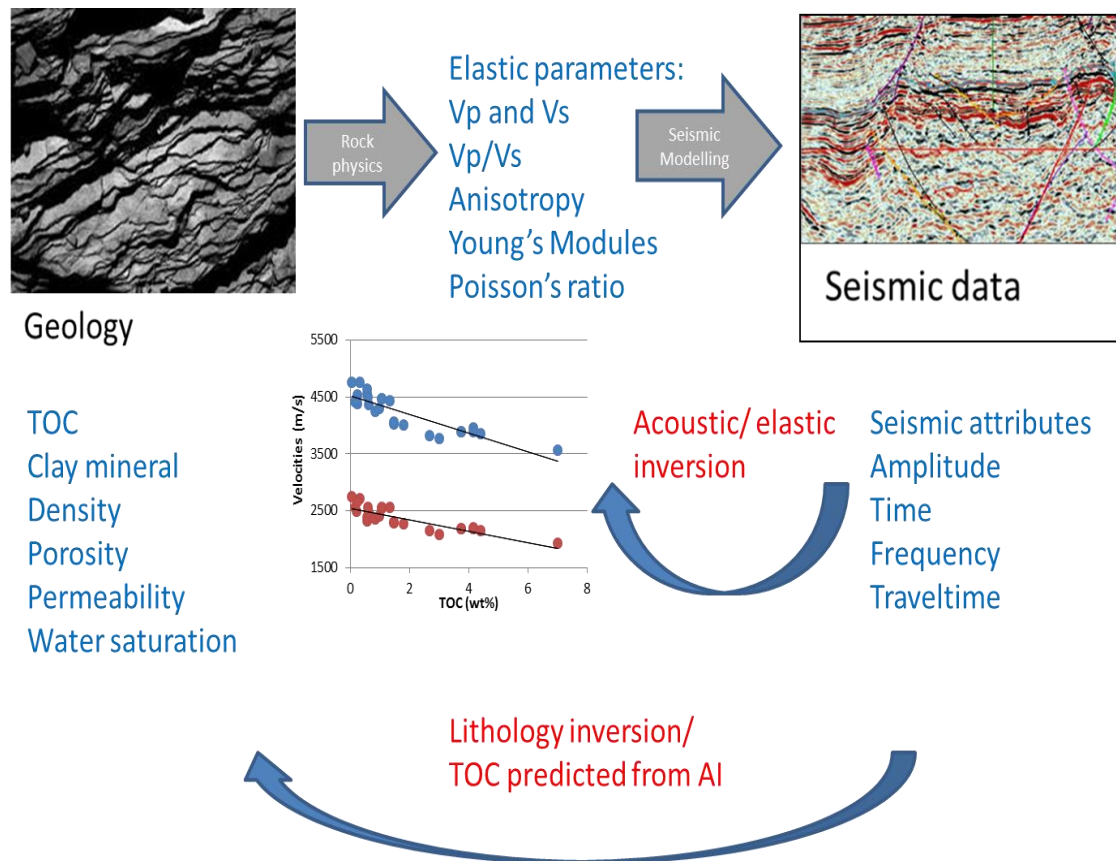 Elastic parameters:
Vp and Vs
Vp/Vs
Anisotropy
Young’s Modules
Poisson’s ratio
Rock
physics
Seismic
Modelling
Geology
Seismic data
5500
4500
3500
2500
1500
Velocities (m/s)
0
2
4
6
8
TOC (wt%)
TOC
Clay mineral
Density
Porosity
Permeability
Water saturation
Acoustic/ elastic
inversion
Seismic attributes
Amplitude
Time
Frequency
Traveltime
Lithology inversion/
TOC predicted from AI